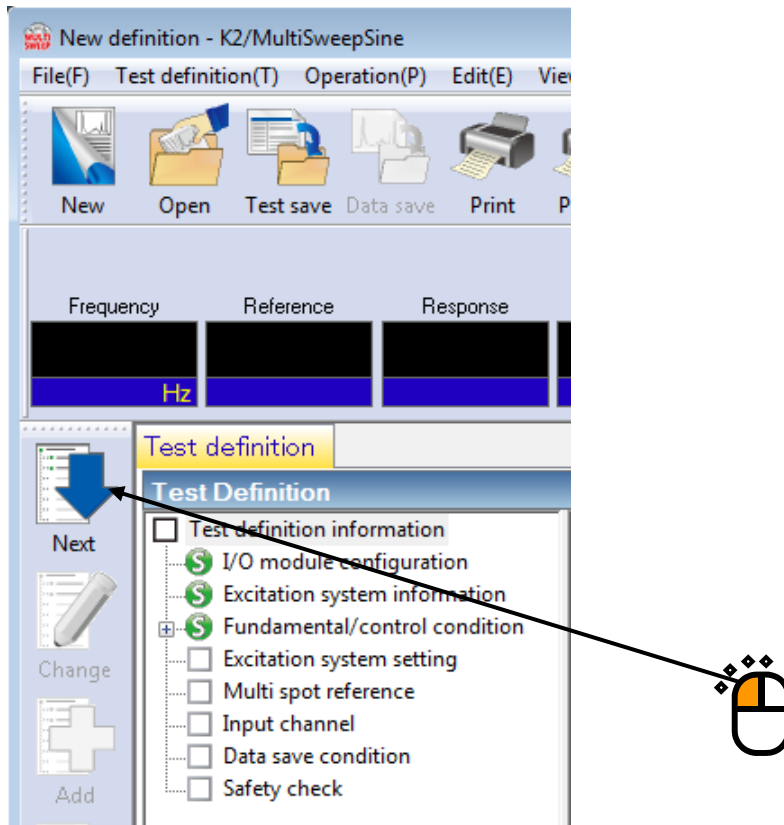 New definition - K2/MultiSweepSine
File(F) Test definition(T) Operation(P) Edit(E) View
New Open Test save Data save Print P
Frequency Reference Response
Hz
Test definition
Test Definition
Next
Test definition information
I/O module configuration
S Excitation system information
S Fundamental/control condition
Change
Excitation system setting
Multi spot reference
Input channel
Data save condition
Add
Safety check